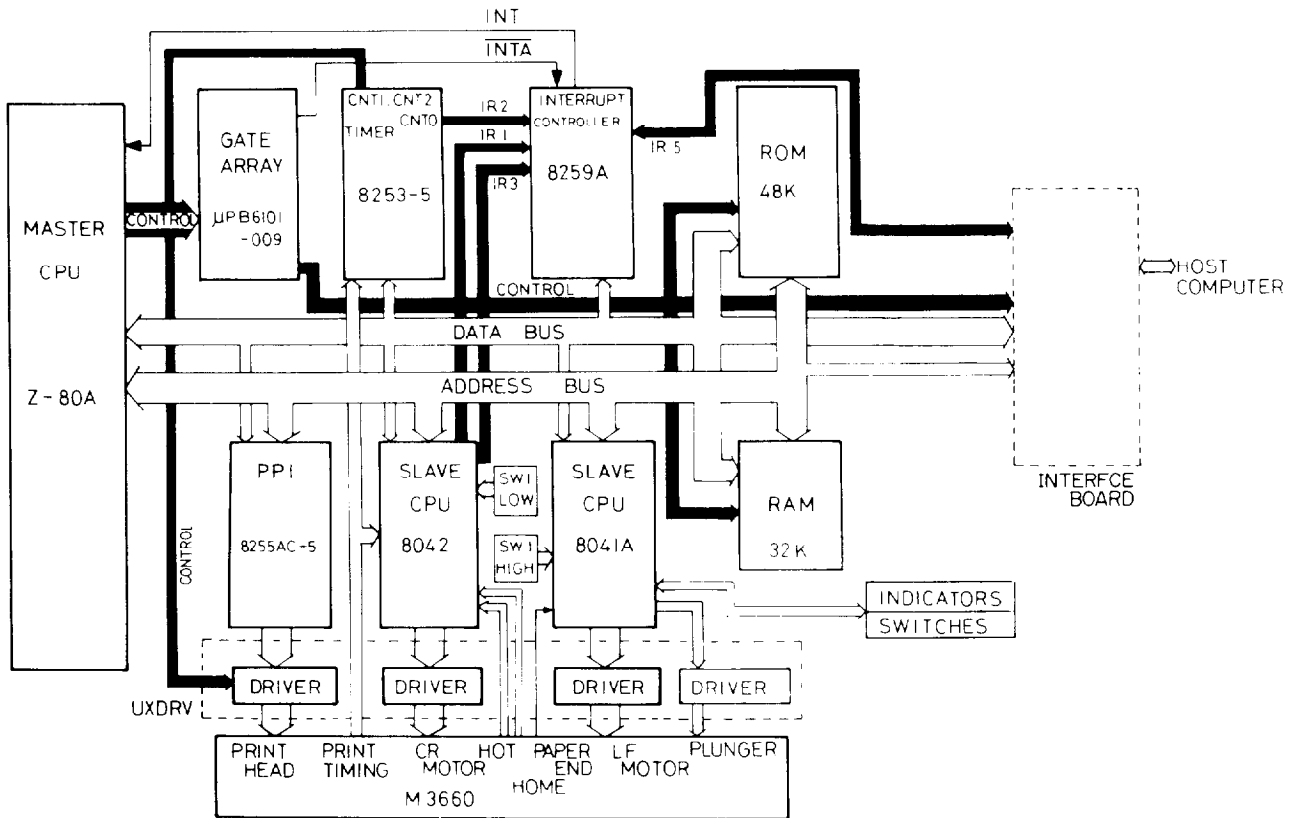 INT
INTA
CNT1, CNT2
CNT0
TIMER
8253-5
IR2
IR1
IR3
INTERRUPT
CONTROLLER
8259A
IR5
GATE
ARRAY
μPB6101
-009
ROM
48K
MASTER
CPU
Z-80A
CONTROL
CONTROL
HOST
COMPUTER
DATA BUS
ADDRESS BUS
INTERFCE
BOARD
PPI
8255AC-5
SLAVE
CPU
8042
SW1
LOW
SW1
HIGH
SLAVE
CPU
8041A
RAM
32K
CONTROL
INDICATORS
SWITCHES
UXDRV
DRIVER
DRIVER
DRIVER
DRIVER
PRINT
HEAD
PRINT
TIMING
CR
MOTOR
HOT
HOME
PAPER
END
LF
MOTOR
PLUNGER
M3660